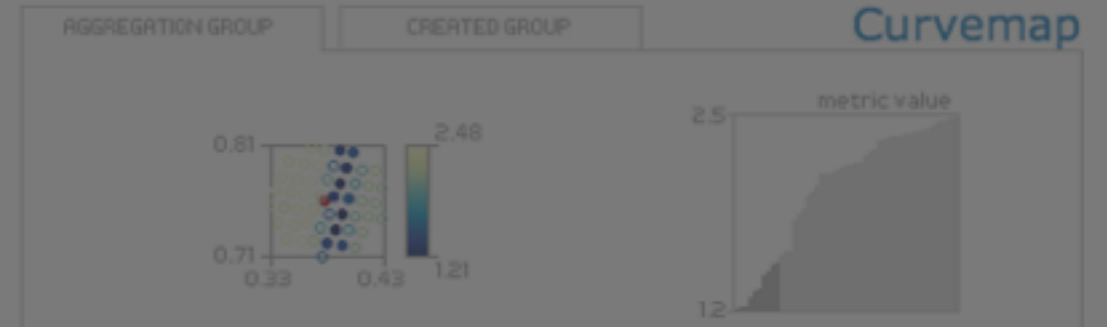 AGGREGATION GROUP
CREATED GROUP
Curvemap
metric value
2.5
2.48
0.81
0.71
1.21
0.33
0.43
1.2